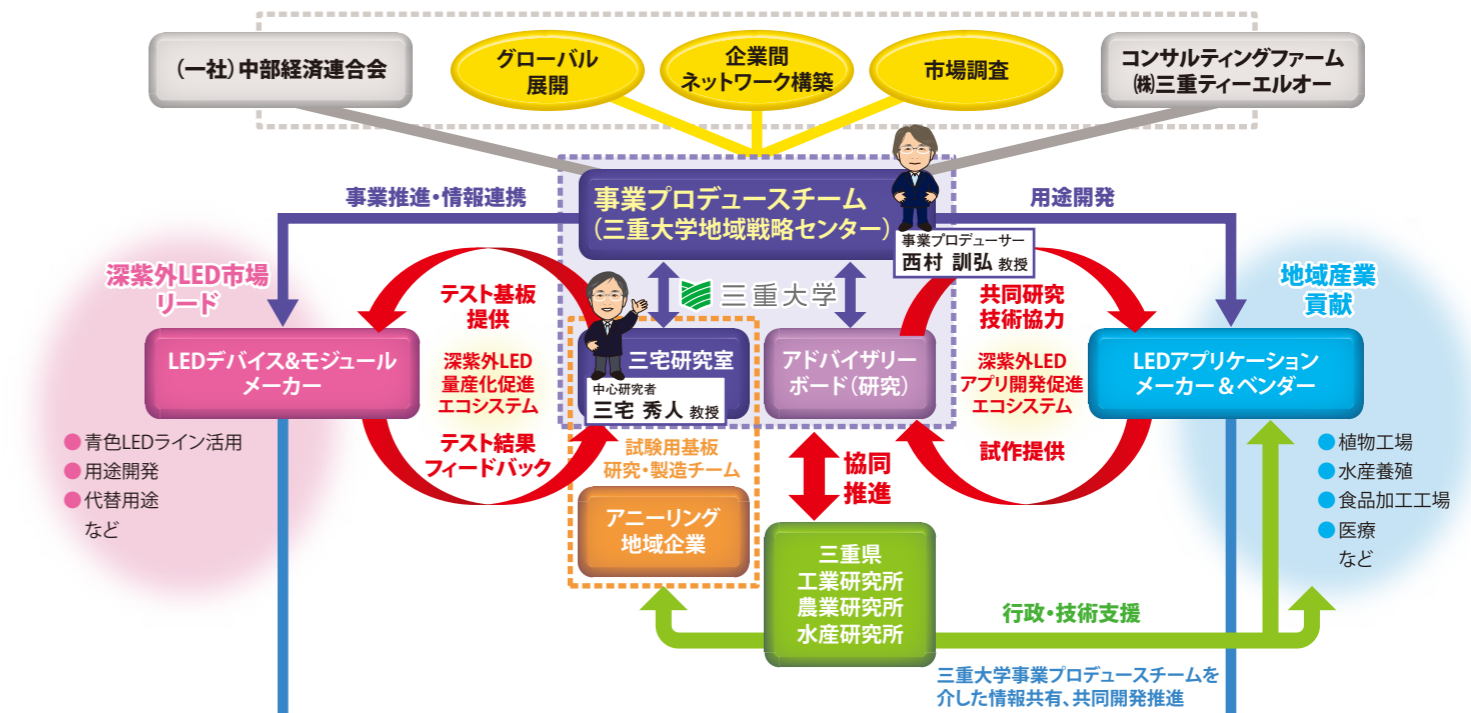 (一社)中部経済連合会
グローバル
展開
企業間
ネットワーク構築
市場調査
コンサルティングファーム
㈱三重ティーエルオー
事業推進・情報連携
事業プロデュースチーム
(三重大学地域戦略センター)
用途開発
事業プロデューサー
西村 訓弘 教授
深紫外LED市場
リード
テスト基板
提供
三重大学
共同研究
技術協力
地域産業
貢献
LEDデバイス&モジュール
メーカー
深紫外LED
量産化促進
エコシステム
三宅研究室
中心研究者
三宅 秀人 教授
アドバイザリー
ボード(研究)
深紫外LED
アプリ開発促進
エコシステム
LEDアプリケーション
メーカー&ベンダー
●青色LEDライン活用
●用途開発
●代替用途
など
テスト結果
フィードバック
試験用基板
研究・製造チーム
協同
推進
試作提供
●植物工場
●水産養殖
●食品加工工場
●医療
など
アニーリング
地域企業
三重県
工業研究所
農業研究所
水産研究所
行政・技術支援
三重大学事業プロデュースチームを
介した情報共有、共同開発推進